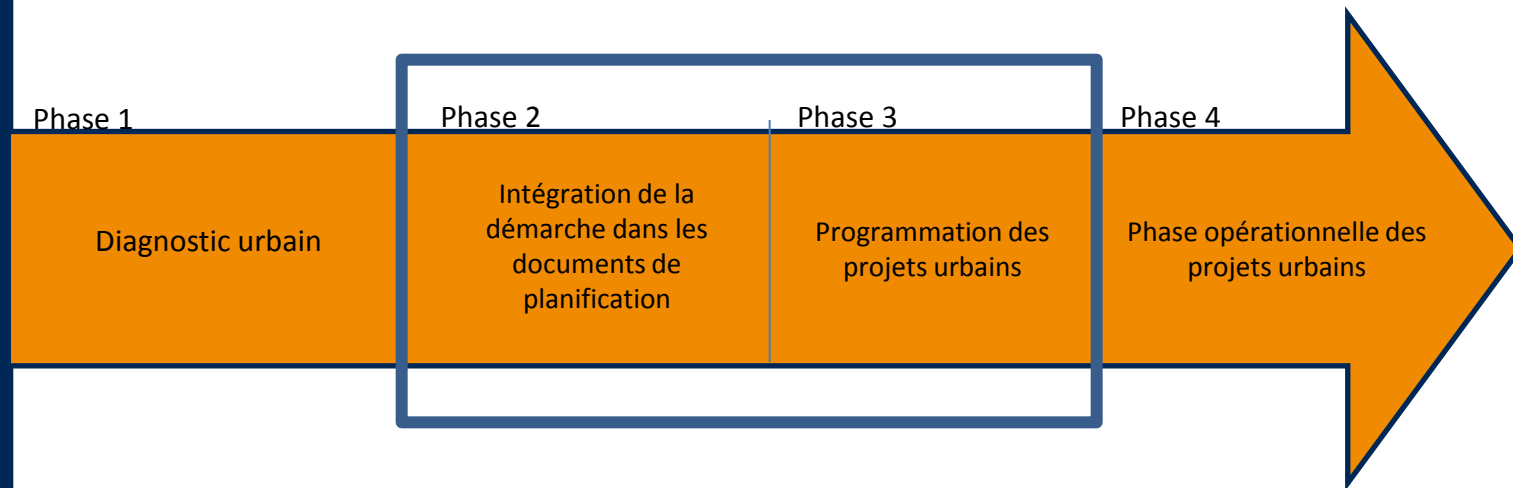 Phase 1
Diagnostic urbain
Phase 2
Intégration de la
démarche dans les
documents de
planification
Phase 3
Programmation des
projets urbains
Phase 4
Phase opérationnelle des
projets urbains